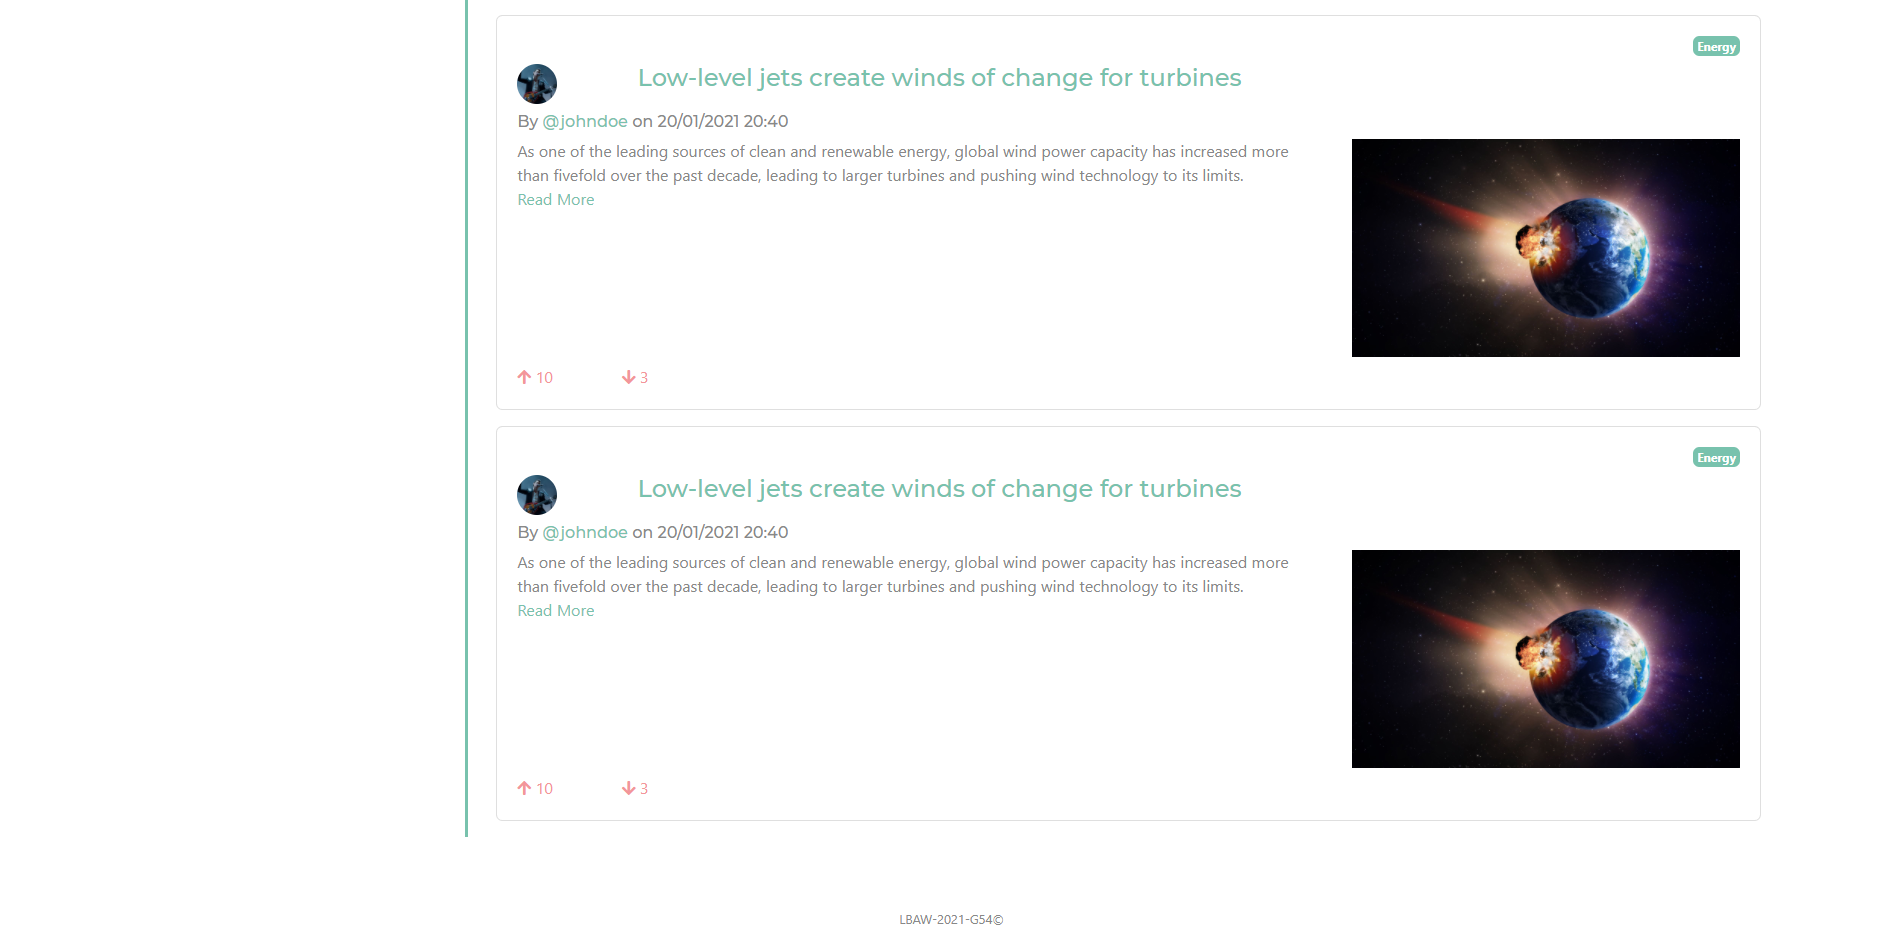 Energy
Low-level jets create winds of change for turbines
By @johndoe on 20/01/2021 20:40
As one of the leading sources of clean and renewable energy, global wind power capacity has increased more
than fivefold over the past decade, leading to larger turbines and pushing wind technology to its limits.
Read More
10 3
Energy
Low-level jets create winds of change for turbines
By @johndoe on 20/01/2021 20:40
As one of the leading sources of clean and renewable energy, global wind power capacity has increased more
than fivefold over the past decade, leading to larger turbines and pushing wind technology to its limits.
Read More
10 3
LBAW-2021-G54©